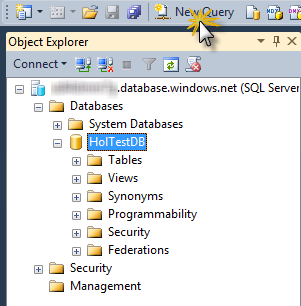 New Query
Object Explorer
Connect
.database.windows.net (SQL Server
Databases
System Databases
HolTestDB
Tables
Views
Synonyms
Programmability
Security
Federations
Security
Management